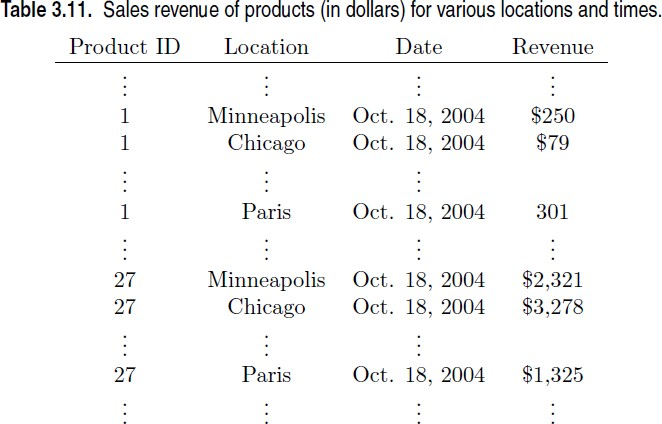 Table 3.11. Sales revenue of products (in dollars) for various locations and times.
Product ID Location Date Revenue
⋮ ⋮ ⋮ ⋮
1 Minneapolis Oct. 18, 2004 $250
1 Chicago Oct. 18, 2004 $79
⋮ ⋮ ⋮
1 Paris Oct. 18, 2004 301
⋮ ⋮ ⋮ ⋮
27 Minneapolis Oct. 18, 2004 $2,321
27 Chicago Oct. 18, 2004 $3,278
⋮ ⋮ ⋮
27 Paris Oct. 18, 2004 $1,325
⋮ ⋮ ⋮ ⋮